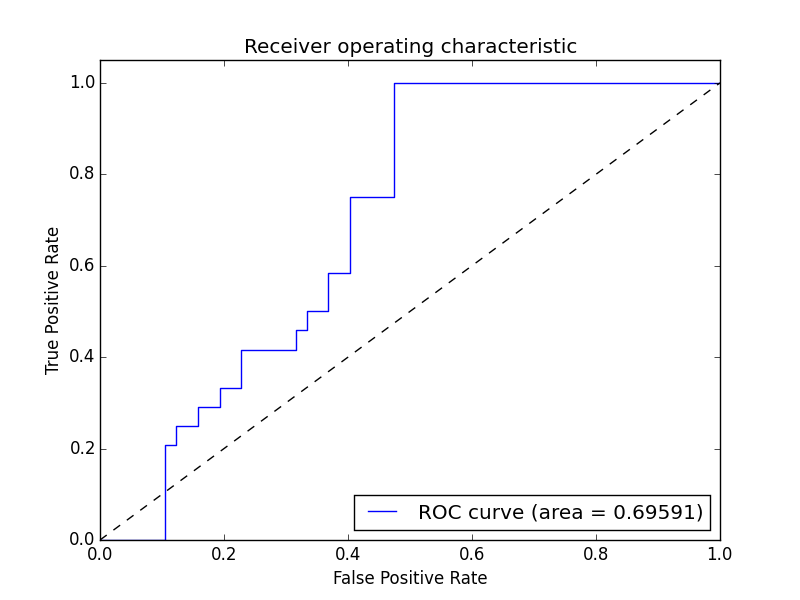 Receiver operating characteristic
1.0
0.8
0.6
0.4
0.2
0.0
True Positive Rate
ROC curve (area = 0.69591)
0.0 0.2 0.4 0.6 0.8 1.0
False Positive Rate